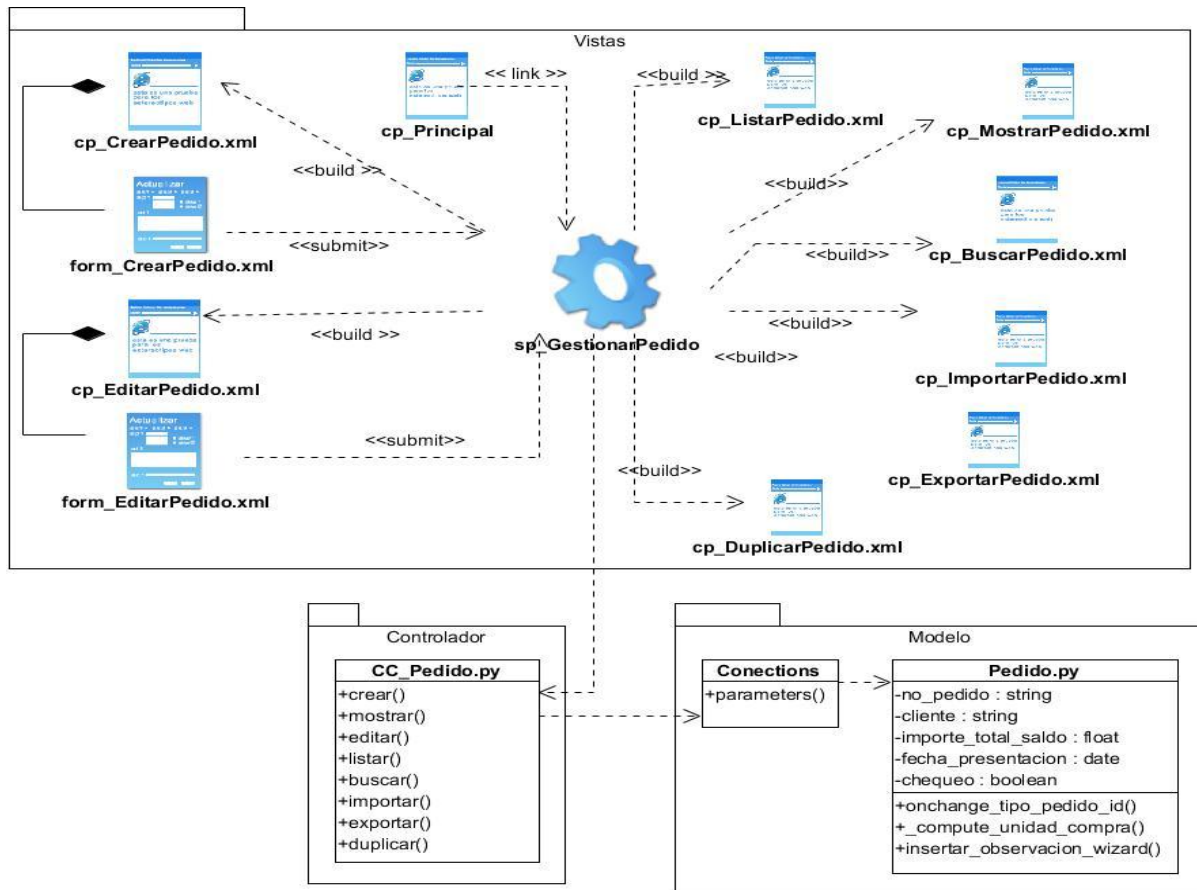 Vistas
cp_CrearPedido.xml
cp_Principal
<< link >>
<<build >>
cp_ListarPedido.xml
cp_MostrarPedido.xml
<<build >>
<<build>>
form_CrearPedido.xml
Actualizar
<<submit>>
<<build>>
cp_BuscarPedido.xml
sp_GestionarPedido
<<build >>
<<build>>
cp_EditarPedido.xml
cp_ImportarPedido.xml
Actualizar
<<submit>>
form_EditarPedido.xml
<<build>>
cp_ExportarPedido.xml
cp_DuplicarPedido.xml
Controlador
CC_Pedido.py
+crear()
+mostrar()
+editar()
+listar()
+buscar()
+importar()
+exportar()
+duplicar()
Modelo
Conections
+parameters()
Pedido.py
-no_pedido : string
-cliente : string
-importe_total_saldo : float
-fecha_presentacion : date
-chequeo : boolean
+onchange_tipo_pedido_id()
+_compute_unidad_compra()
+insertar_observacion_wizard()